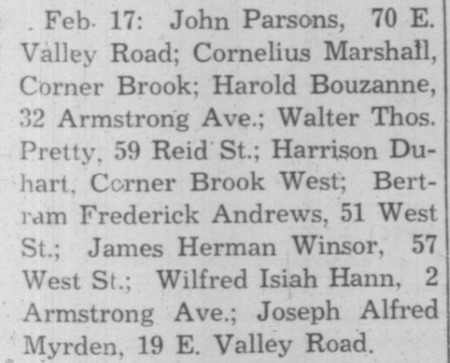 Feb. 17: John Parsons, 70 E.
Valley Road; Cornelius Marshall,
Corner Brook; Harold Bouzanne,
32 Armstrong Ave.; Walter Thos.
Pretty, 59 Reid St.; Harrison Du-
hart, Corner Brook West; Bert-
ram Frederick Andrews, 51 West
St.; James Herman Winsor, 57
West St.; Wilfred Isiah Hann, 2
Armstrong Ave.; Joseph Alfred
Myrden, 19 E. Valley Road.